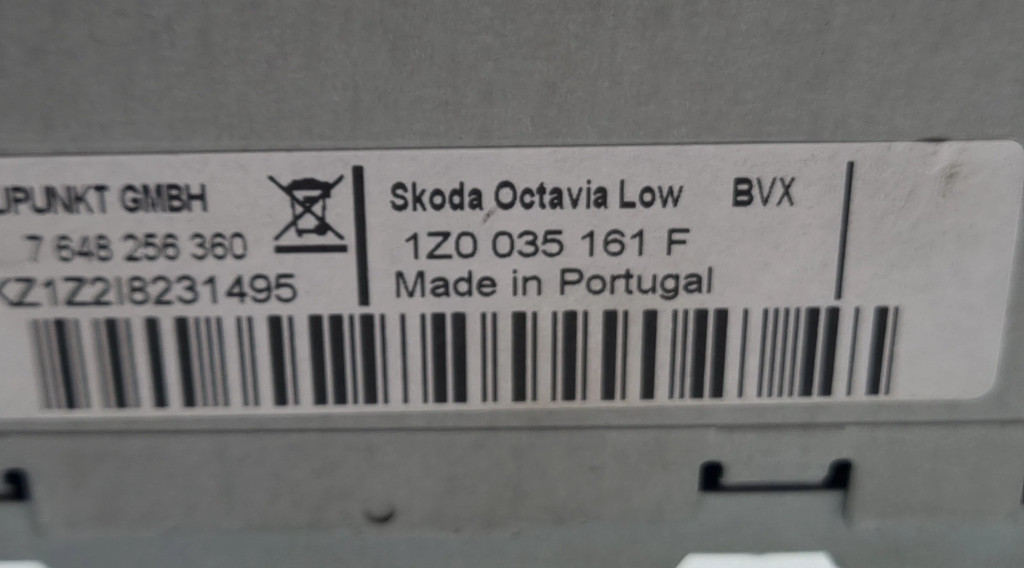 UPUNKT GMBH
7 648 256 360
KZ1Z2I8231495
Skoda Octavia Low BVX
1Z0 035 161 F
Made in Portugal